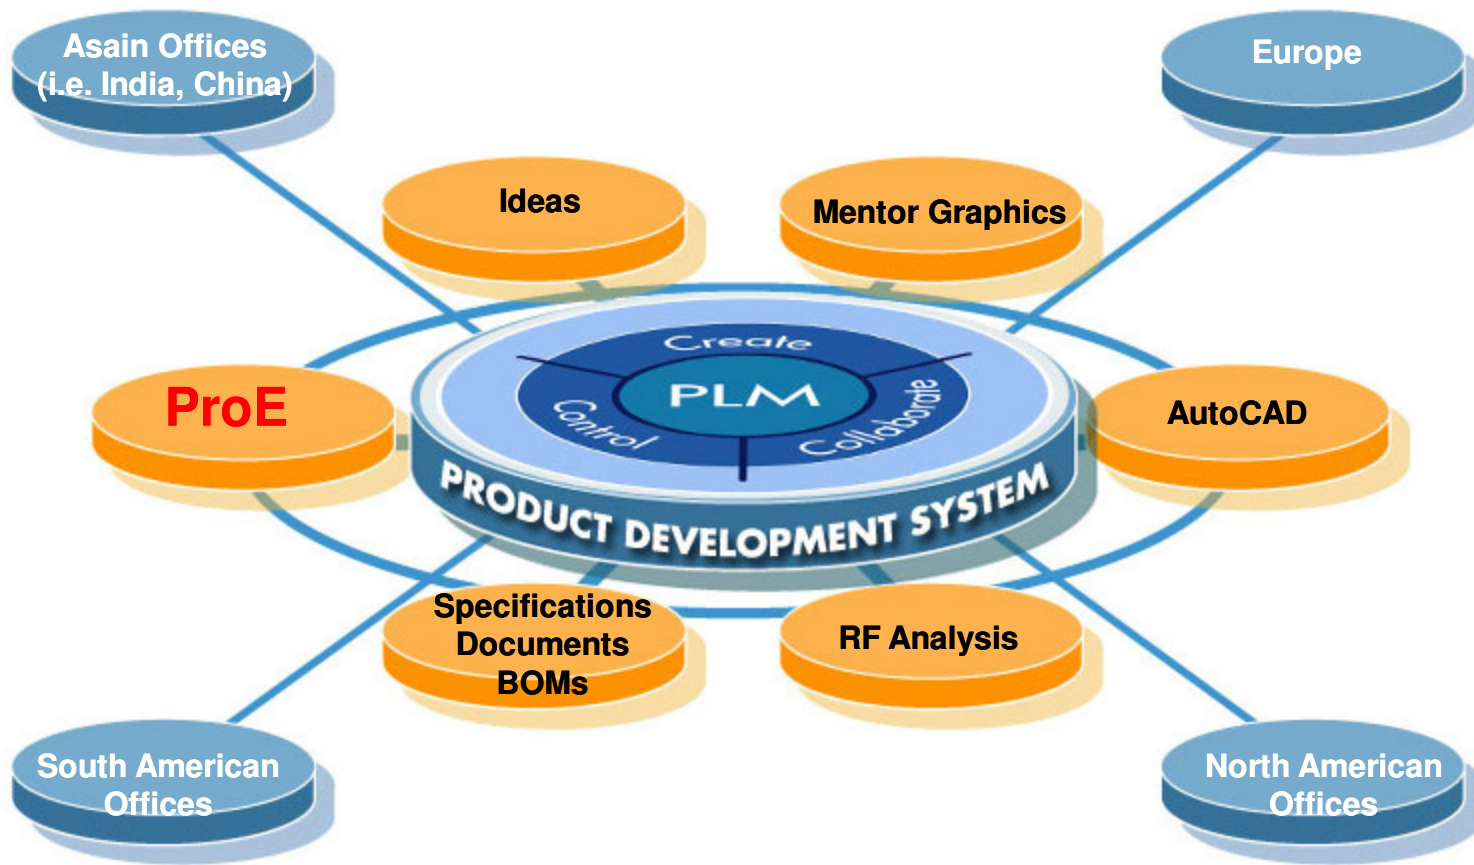 Asain Offices
(i.e. India, China)
Europe
Ideas
Mentor Graphics
Create
PLM
Control
Collaborate
ProE
AutoCAD
PRODUCT DEVELOPMENT SYSTEM
Specifications
Documents
BOMs
RF Analysis
South American
Offices
North American
Offices